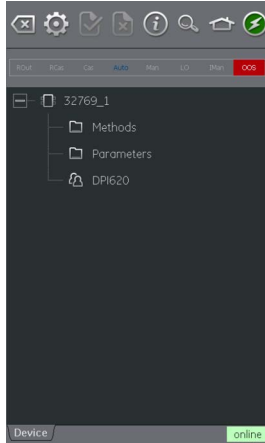 ROut RCas Cas Auto Man LO IMan OOS
32769_1
Methods
Parameters
DPI620
Device online